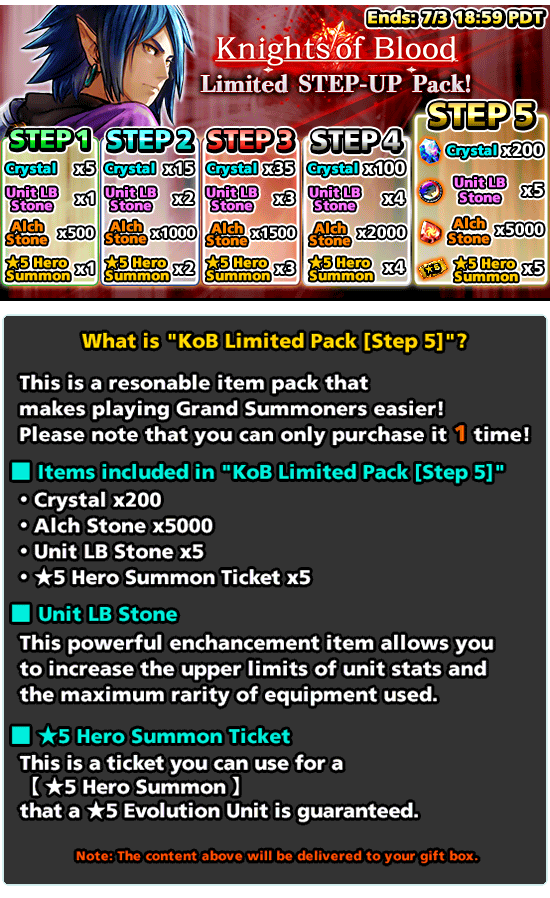 Ends: 7/3 18:59 PDT
Knights of Blood
Limited STEP-UP Pack!
STEP 1
Crystal x5
Unit LB Stone x1
Alch Stone x500
★5 Hero Summon x1
STEP 2
Crystal x15
Unit LB Stone x2
Alch Stone x1000
★5 Hero Summon x2
STEP 3
Crystal x35
Unit LB Stone x3
Alch Stone x1500
★5 Hero Summon x3
STEP 4
Crystal x100
Unit LB Stone x4
Alch Stone x2000
★5 Hero Summon x4
STEP 5
Crystal x200
Unit LB Stone x5
Alch Stone x5000
★5 Hero Summon x5
What is "KoB Limited Pack [Step 5]"?
This is a resonable item pack that
makes playing Grand Summoners easier!
Please note that you can only purchase it 1 time!
■ Items included in "KoB Limited Pack [Step 5]"
• Crystal x200
• Alch Stone x5000
• Unit LB Stone x5
• ★5 Hero Summon Ticket x5
■ Unit LB Stone
This powerful enchancement item allows you
to increase the upper limits of unit stats and
the maximum rarity of equipment used.
■ ★5 Hero Summon Ticket
This is a ticket you can use for a
【 ★5 Hero Summon 】
that a ★5 Evolution Unit is guaranteed.
Note: The content above will be delivered to your gift box.